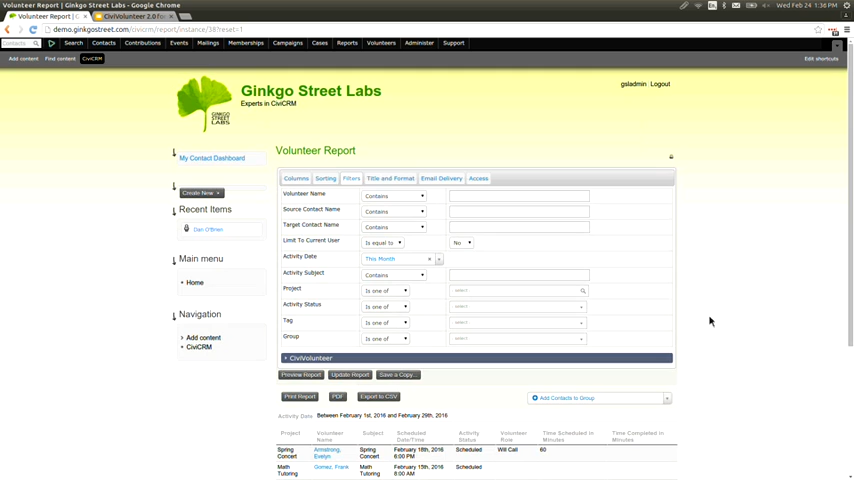 Volunteer Report | Ginkgo Street Labs - Google Chrome
Wed Feb 24 1:36 PM
Volunteer Report | G
CiviVolunteer 2.0 fo
demo.ginkgostreet.com/civicrm/report/instance/38?reset=1
Contacts Search Contacts Contributions Events Mailings Memberships Campaigns Cases Reports Volunteers Administer Support
Add content Find content CiviCRM Edit shortcuts
Ginkgo Street Labs
Experts in CiviCRM
GINKGO
STREET
LABS
gsladmin Logout
My Contact Dashboard
Create New
Recent Items
Dan O'Brien
Main menu
Home
Navigation
Add content
CiviCRM
Volunteer Report
Columns Sorting Filters Title and Format Email Delivery Access
Volunteer Name Contains
Source Contact Name Contains
Target Contact Name Contains
Limit To Current User Is equal to No
Activity Date This Month
Activity Subject Contains
Project Is one of - select -
Activity Status Is one of - select -
Tag Is one of - select -
Group Is one of - select -
CiviVolunteer
Preview Report Update Report Save a Copy...
Print Report PDF Export to CSV Add Contacts to Group
Activity Date Between February 1st, 2016 and February 29th, 2016
Project Volunteer Name Subject Scheduled Date/Time Activity Status Volunteer Role Time Scheduled in Minutes Time Completed in Minutes
Spring Concert Armstrong, Evelyn Spring Concert February 18th, 2016 6:00 PM Scheduled Will Call 60
Math Tutoring Gomez, Frank Math Tutoring February 15th, 2016 8:00 AM Scheduled